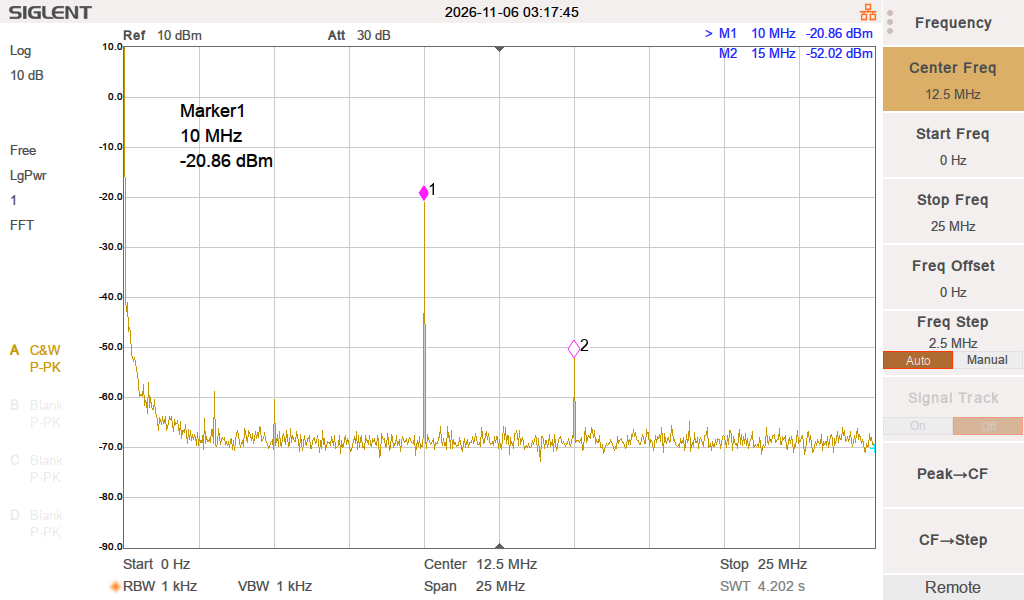 SIGLENT 2026-11-06 03:17:45
Ref 10 dBm Att 30 dB > M1 10 MHz -20.86 dBm
M2 15 MHz -52.02 dBm
Log
10 dB
Free
LgPwr
1
FFT
A C&W
P-PK
B Blank
P-PK
C Blank
P-PK
D Blank
P-PK
10.0
0.0
-10.0
-20.0
-30.0
-40.0
-50.0
-60.0
-70.0
-80.0
-90.0
Marker1
10 MHz
-20.86 dBm
1
2
Start 0 Hz Center 12.5 MHz Stop 25 MHz
RBW 1 kHz VBW 1 kHz Span 25 MHz SWT 4.202 s
Frequency
Center Freq
12.5 MHz
Start Freq
0 Hz
Stop Freq
25 MHz
Freq Offset
0 Hz
Freq Step
2.5 MHz
Auto Manual
Signal Track
On Off
Peak→CF
CF→Step
Remote